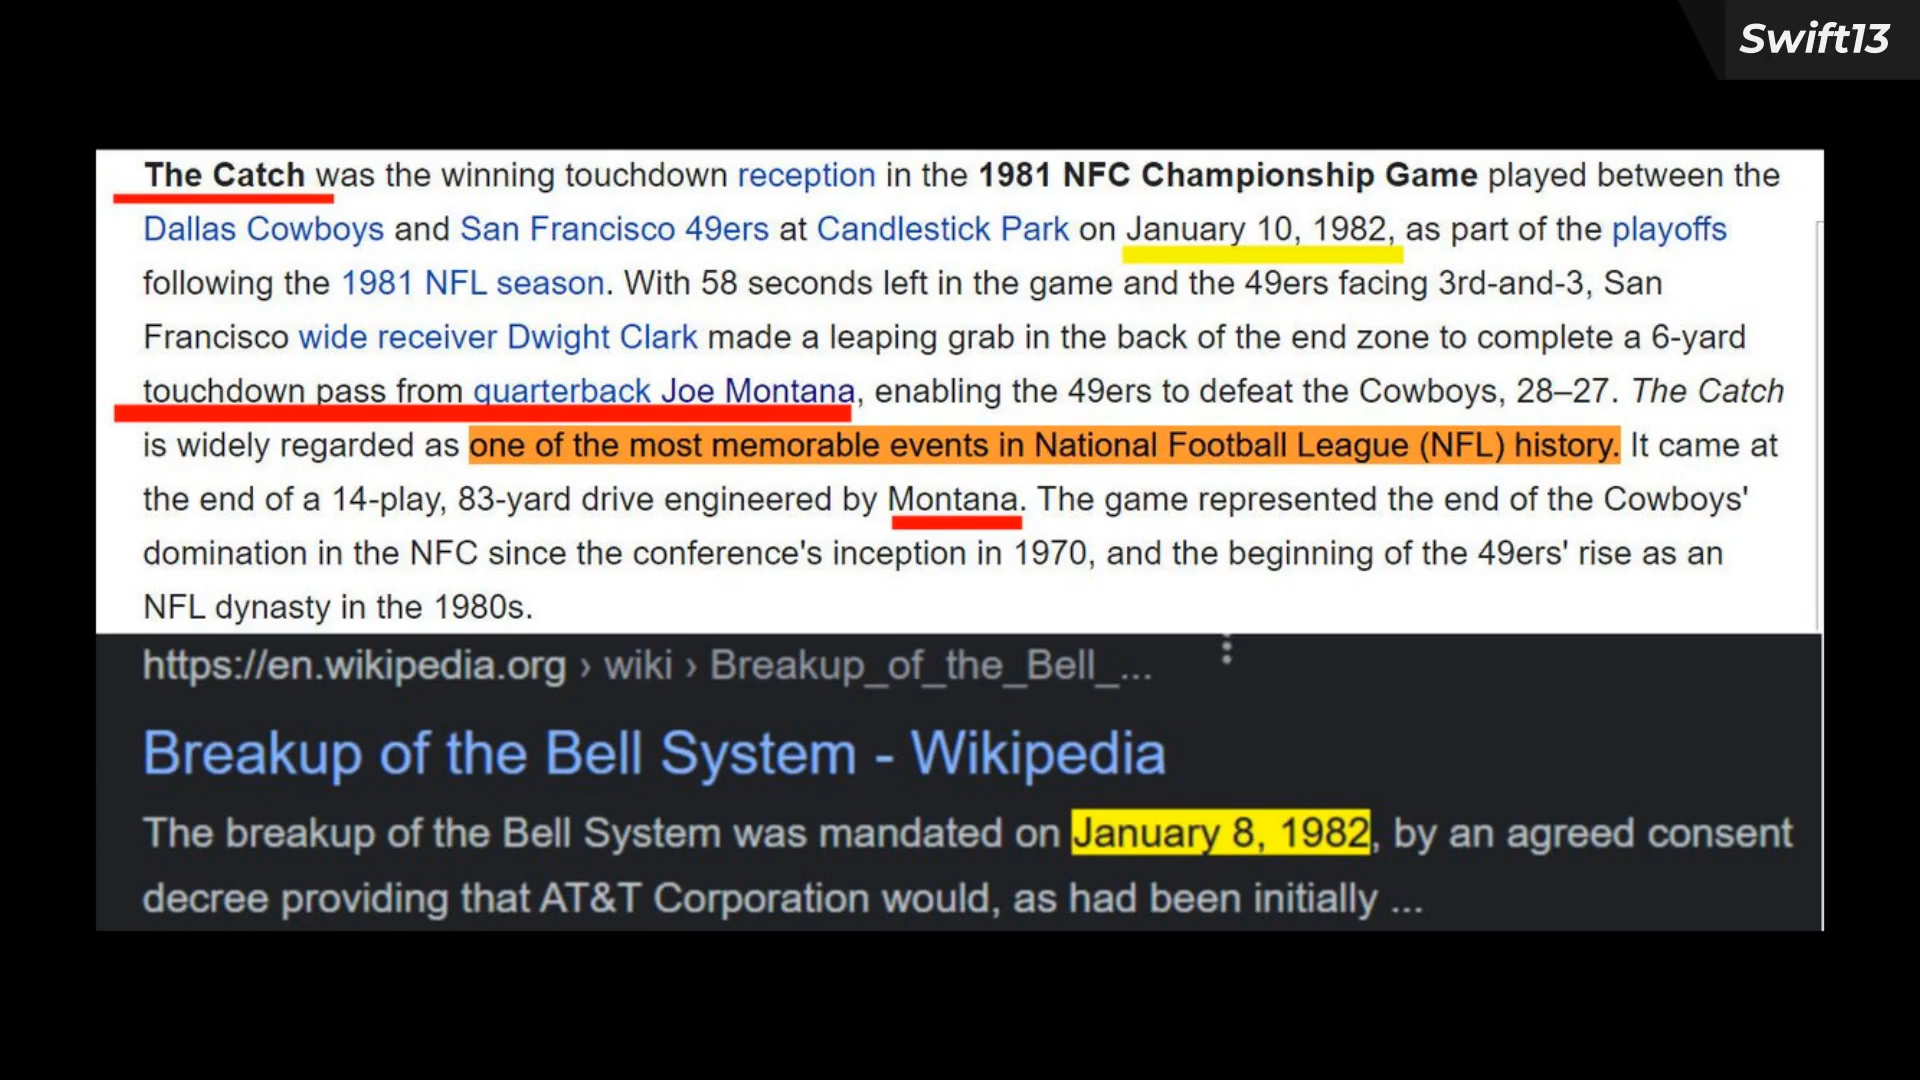 Swift13
The Catch was the winning touchdown reception in the 1981 NFC Championship Game played between the
Dallas Cowboys and San Francisco 49ers at Candlestick Park on January 10, 1982, as part of the playoffs
following the 1981 NFL season. With 58 seconds left in the game and the 49ers facing 3rd-and-3, San
Francisco wide receiver Dwight Clark made a leaping grab in the back of the end zone to complete a 6-yard
touchdown pass from quarterback Joe Montana, enabling the 49ers to defeat the Cowboys, 28–27. The Catch
is widely regarded as one of the most memorable events in National Football League (NFL) history. It came at
the end of a 14-play, 83-yard drive engineered by Montana. The game represented the end of the Cowboys'
domination in the NFC since the conference's inception in 1970, and the beginning of the 49ers' rise as an
NFL dynasty in the 1980s.
https://en.wikipedia.org › wiki › Breakup_of_the_Bell_...
Breakup of the Bell System - Wikipedia
The breakup of the Bell System was mandated on January 8, 1982, by an agreed consent
decree providing that AT&T Corporation would, as had been initially ...